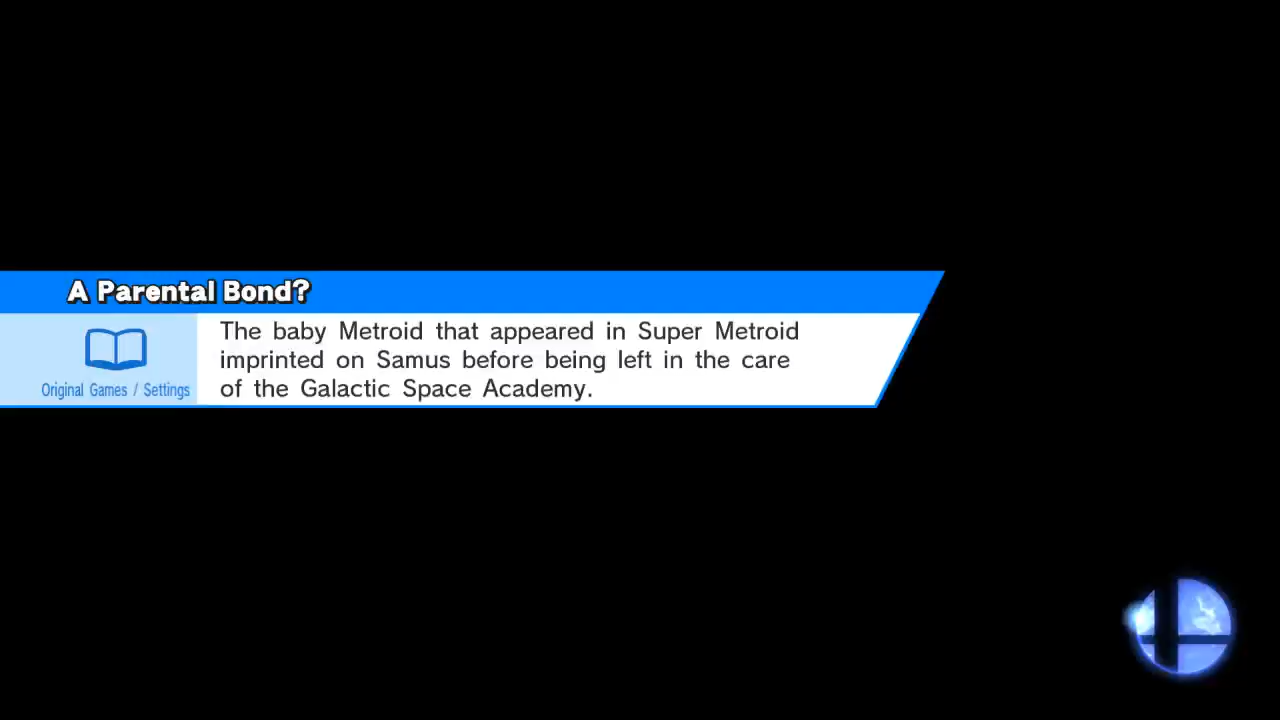 A Parental Bond?
The baby Metroid that appeared in Super Metroid
imprinted on Samus before being left in the care
of the Galactic Space Academy.
Original Games / Settings